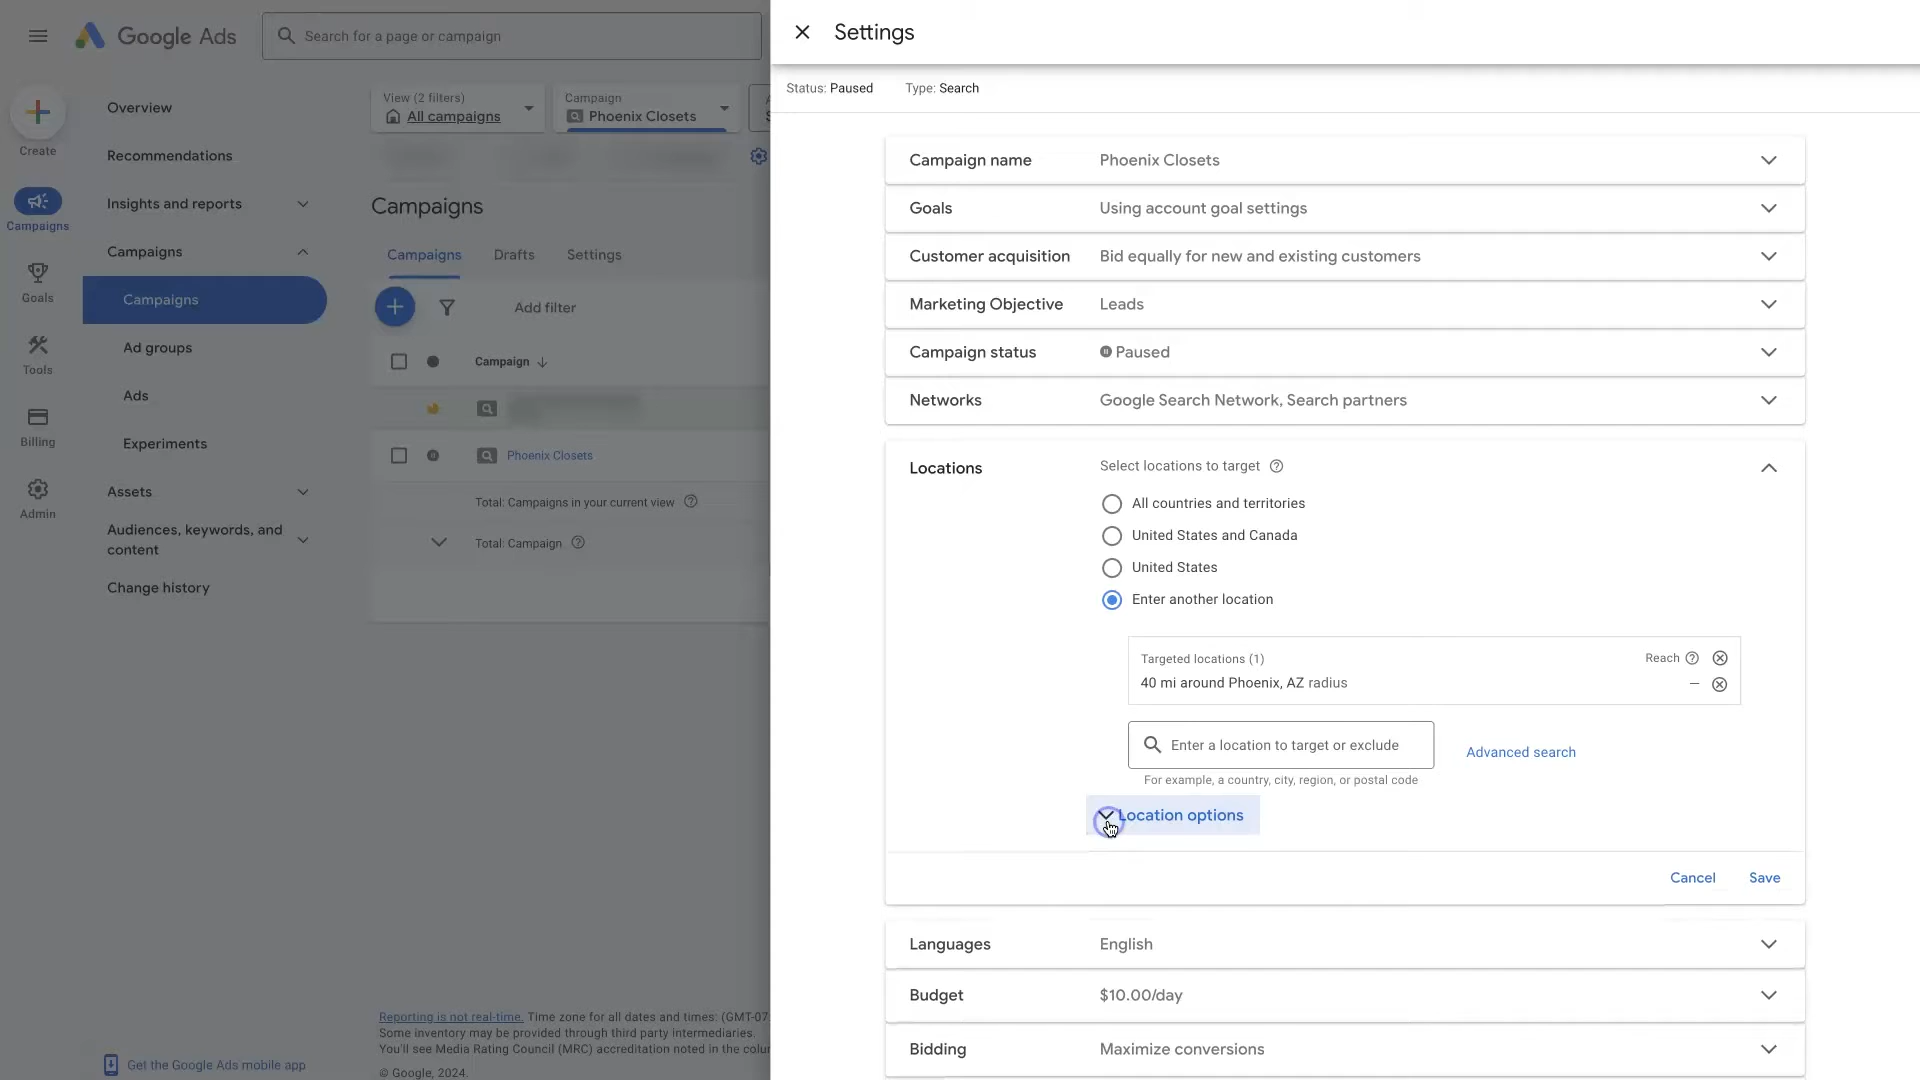 Google Ads
Search for a page or campaign
Settings
Status: Paused
Type: Search
Create
Campaigns
Goals
Tools
Billing
Admin
Overview
Recommendations
Insights and reports
Campaigns
Campaigns
Ad groups
Ads
Experiments
Assets
Audiences, keywords, and
content
Change history
Get the Google Ads mobile app
View (2 filters)
All campaigns
Campaign
Phoenix Closets
Campaigns
Campaigns
Drafts
Settings
Add filter
Campaign
Phoenix Closets
Total: Campaigns in your current view
Total: Campaign
Reporting is not real-time. Time zone for all dates and times: (GMT-07
Some inventory may be provided through third party intermediaries.
You'll see Media Rating Council (MRC) accreditation noted in the colu
© Google, 2024.
Campaign name
Phoenix Closets
Goals
Using account goal settings
Customer acquisition
Bid equally for new and existing customers
Marketing Objective
Leads
Campaign status
Paused
Networks
Google Search Network, Search partners
Locations
Select locations to target
All countries and territories
United States and Canada
United States
Enter another location
Targeted locations (1)
Reach
40 mi around Phoenix, AZ radius
–
Enter a location to target or exclude
Advanced search
For example, a country, city, region, or postal code
Location options
Cancel
Save
Languages
English
Budget
$10.00/day
Bidding
Maximize conversions